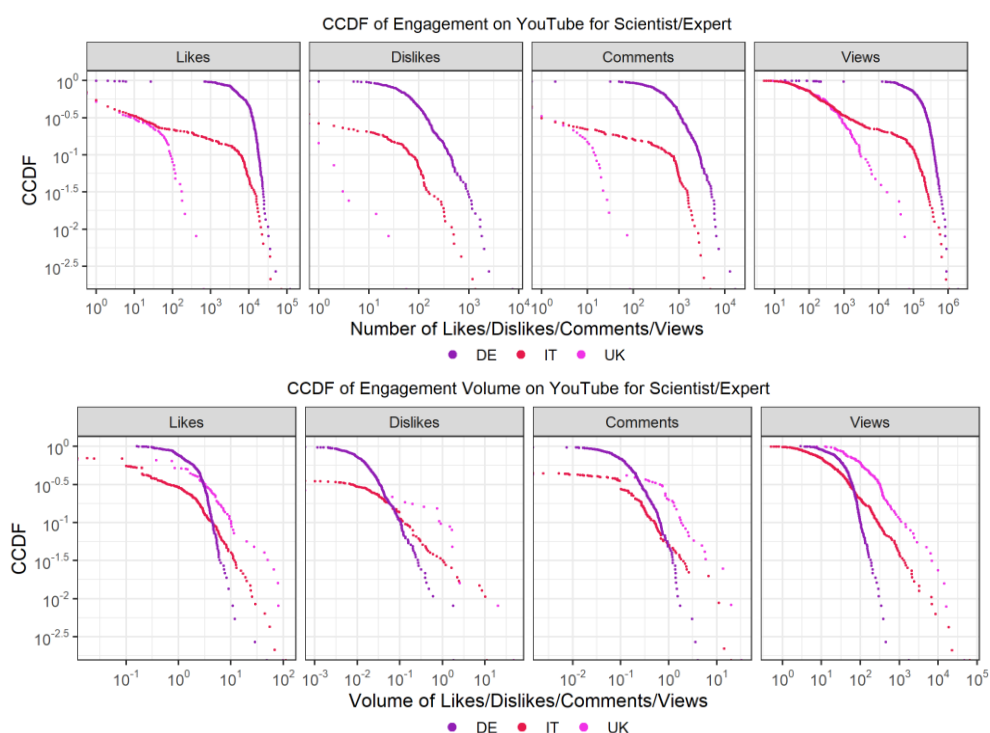 CCDF of Engagement on YouTube for Scientist/Expert
Likes Dislikes Comments Views
CCDF
10^0
10^-0.5
10^-1
10^-1.5
10^-2
10^-2.5
10^0 10^1 10^2 10^3 10^4 10^5 10^0 10^1 10^2 10^3 10^4 10^0 10^1 10^2 10^3 10^4 10^1 10^2 10^3 10^4 10^5 10^6
Number of Likes/Dislikes/Comments/Views
DE IT UK
CCDF of Engagement Volume on YouTube for Scientist/Expert
Likes Dislikes Comments Views
CCDF
10^0
10^-0.5
10^-1
10^-1.5
10^-2
10^-2.5
10^-1 10^0 10^1 10^2 10^-3 10^-2 10^-1 10^0 10^1 10^-2 10^-1 10^0 10^1 10^0 10^1 10^2 10^3 10^4 10^5
Volume of Likes/Dislikes/Comments/Views
DE IT UK